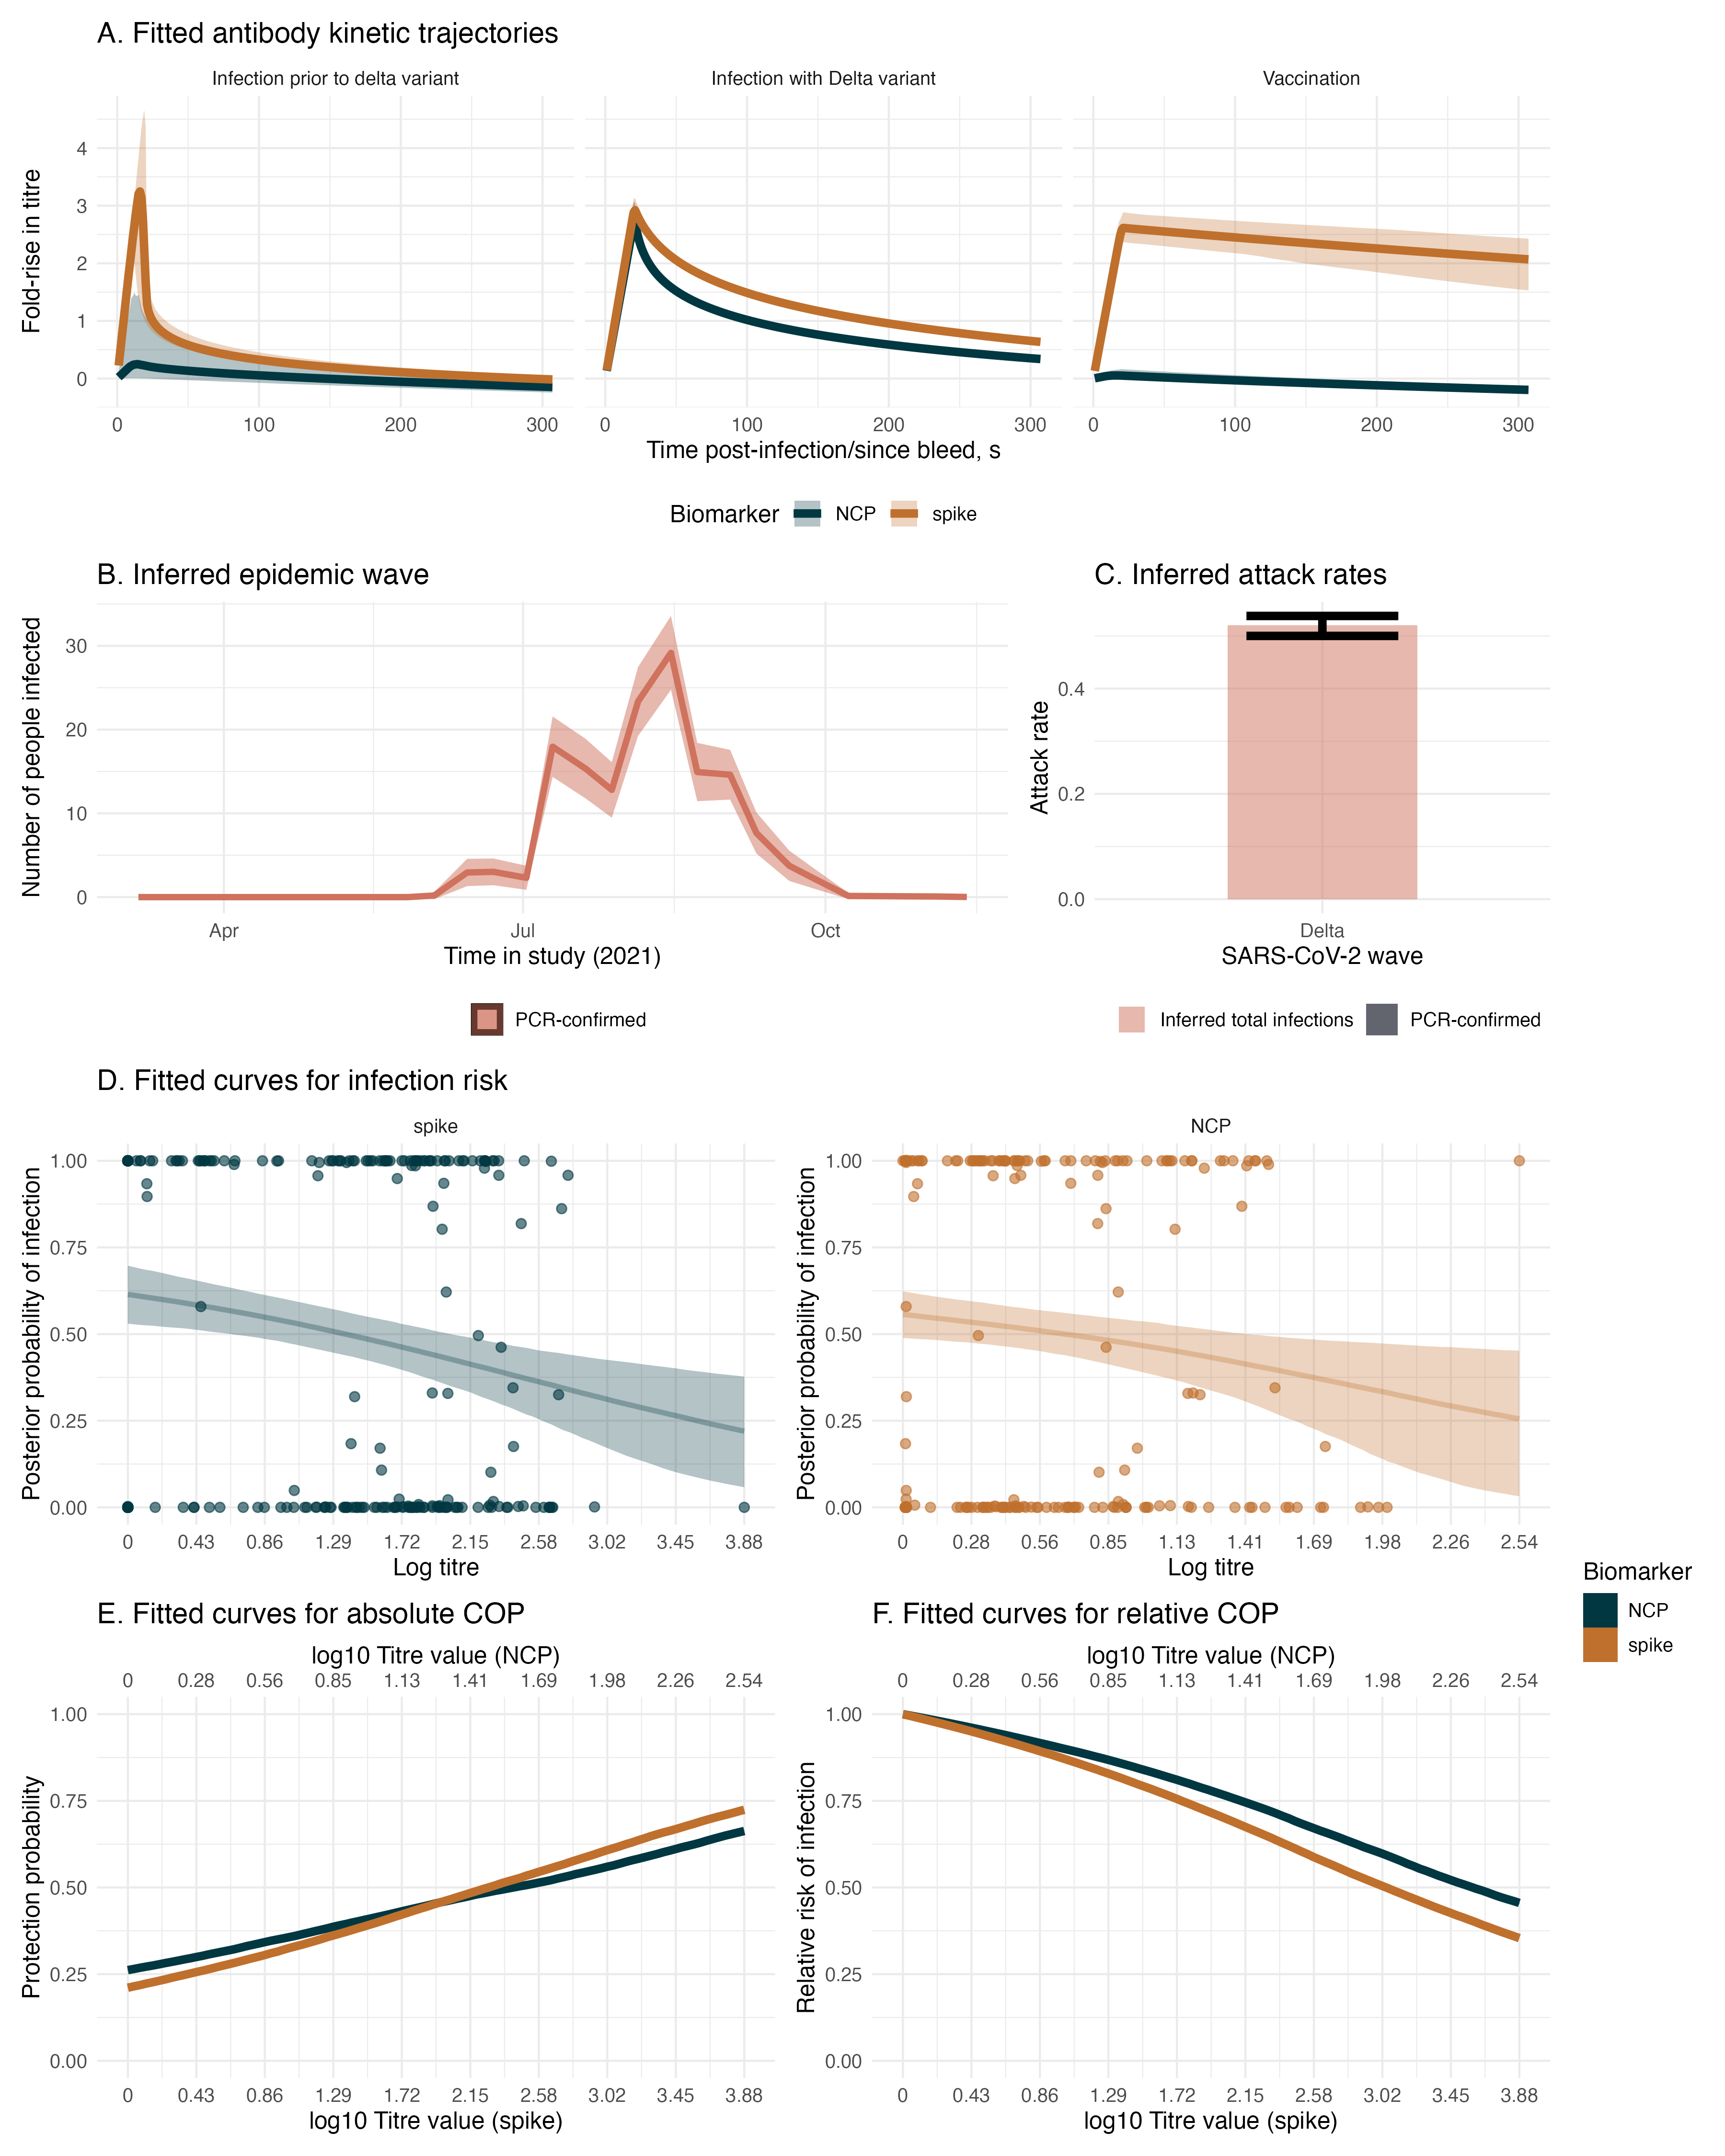 A. Fitted antibody kinetic trajectories
Infection prior to delta variant
Infection with Delta variant
Vaccination
Fold-rise in titre
4
3
2
1
0
0 100 200 300
0 100 200 300
0 100 200 300
Time post-infection/since bleed, s
Biomarker NCP spike
B. Inferred epidemic wave
Number of people infected
30
20
10
0
Apr Jul Oct
Time in study (2021)
PCR-confirmed
C. Inferred attack rates
Attack rate
0.4
0.2
0.0
Delta
SARS-CoV-2 wave
Inferred total infections PCR-confirmed
D. Fitted curves for infection risk
spike
Posterior probability of infection
1.00
0.75
0.50
0.25
0.00
0 0.43 0.86 1.29 1.72 2.15 2.58 3.02 3.45 3.88
Log titre
NCP
Posterior probability of infection
1.00
0.75
0.50
0.25
0.00
0 0.28 0.56 0.85 1.13 1.41 1.69 1.98 2.26 2.54
Log titre
E. Fitted curves for absolute COP
log10 Titre value (NCP)
0 0.28 0.56 0.85 1.13 1.41 1.69 1.98 2.26 2.54
Protection probability
1.00
0.75
0.50
0.25
0.00
0 0.43 0.86 1.29 1.72 2.15 2.58 3.02 3.45 3.88
log10 Titre value (spike)
F. Fitted curves for relative COP
log10 Titre value (NCP)
0 0.28 0.56 0.85 1.13 1.41 1.69 1.98 2.26 2.54
Relative risk of infection
1.00
0.75
0.50
0.25
0.00
0 0.43 0.86 1.29 1.72 2.15 2.58 3.02 3.45 3.88
log10 Titre value (spike)
Biomarker
NCP
spike